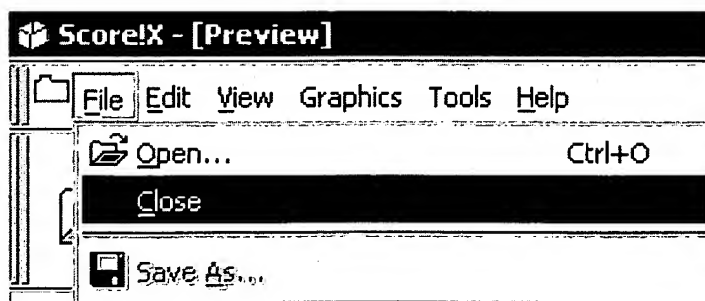 Score!X - [Preview]
File Edit View Graphics Tools Help
Open... Ctrl+O
Close
Save As...